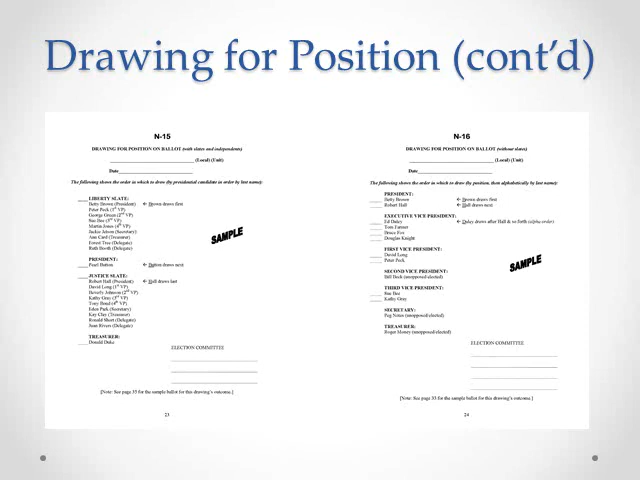 Drawing for Position (cont'd)
N-15
DRAWING FOR POSITION ON BALLOT (with slates and independents)
(Local) (Unit)
Date
The following shows the order in which to draw (by presidential candidate in order by last name):
LIBERTY SLATE:
Betty Brown (President) ← Brown draws first
Peter Peck (1st VP)
George Green (2nd VP)
Sue Bee (3rd VP)
Martin Jones (4th VP)
Jackie Jobson (Secretary)
Ann Card (Treasurer)
Forest Tree (Delegate)
Ruth Booth (Delegate)
PRESIDENT:
Pearl Button ← Button draws next
JUSTICE SLATE:
Robert Hall (President) ← Hall draws last
David Long (1st VP)
Beverly Johnson (2nd VP)
Kathy Gray (3rd VP)
Tony Bond (4th VP)
Eden Park (Secretary)
Kay Clay (Treasurer)
Ronald Short (Delegate)
Joan Rivers (Delegate)
TREASURER:
Donald Duke
SAMPLE
ELECTION COMMITTEE
[Note: See page 35 for the sample ballot for this drawing's outcome.]
23
N-16
DRAWING FOR POSITION ON BALLOT (without slates)
(Local) (Unit)
Date
The following shows the order in which to draw (by position, then alphabetically by last name):
PRESIDENT:
Betty Brown ← Brown draws first
Robert Hall ← Hall draws next
EXECUTIVE VICE PRESIDENT:
Ed Daley ← Daley draws after Hall & so forth (alpha order)
Tom Farmer
Bruce Fox
Douglas Knight
FIRST VICE PRESIDENT:
David Long
Peter Peck
SECOND VICE PRESIDENT:
Bill Beck (unopposed/elected)
THIRD VICE PRESIDENT:
Sue Bee
Kathy Gray
SECRETARY:
Peg Notes (unopposed/elected)
TREASURER:
Roger Money (unopposed/elected)
SAMPLE
ELECTION COMMITTEE
[Note: See page 35 for the sample ballot for this drawing's outcome.]
24